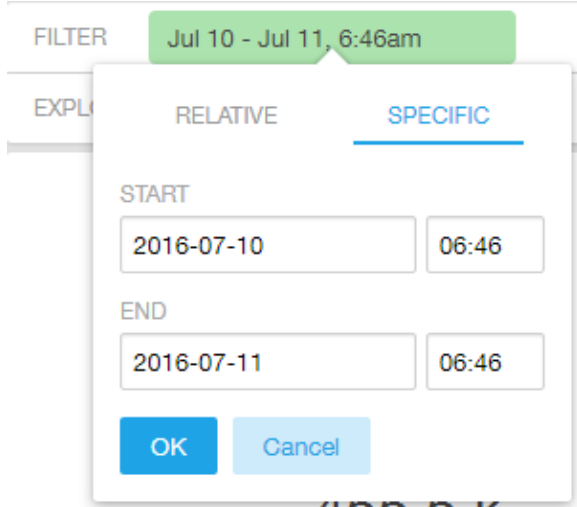 FILTER
Jul 10 - Jul 11, 6:46am
RELATIVE
SPECIFIC
START
2016-07-10
06:46
END
2016-07-11
06:46
OK
Cancel